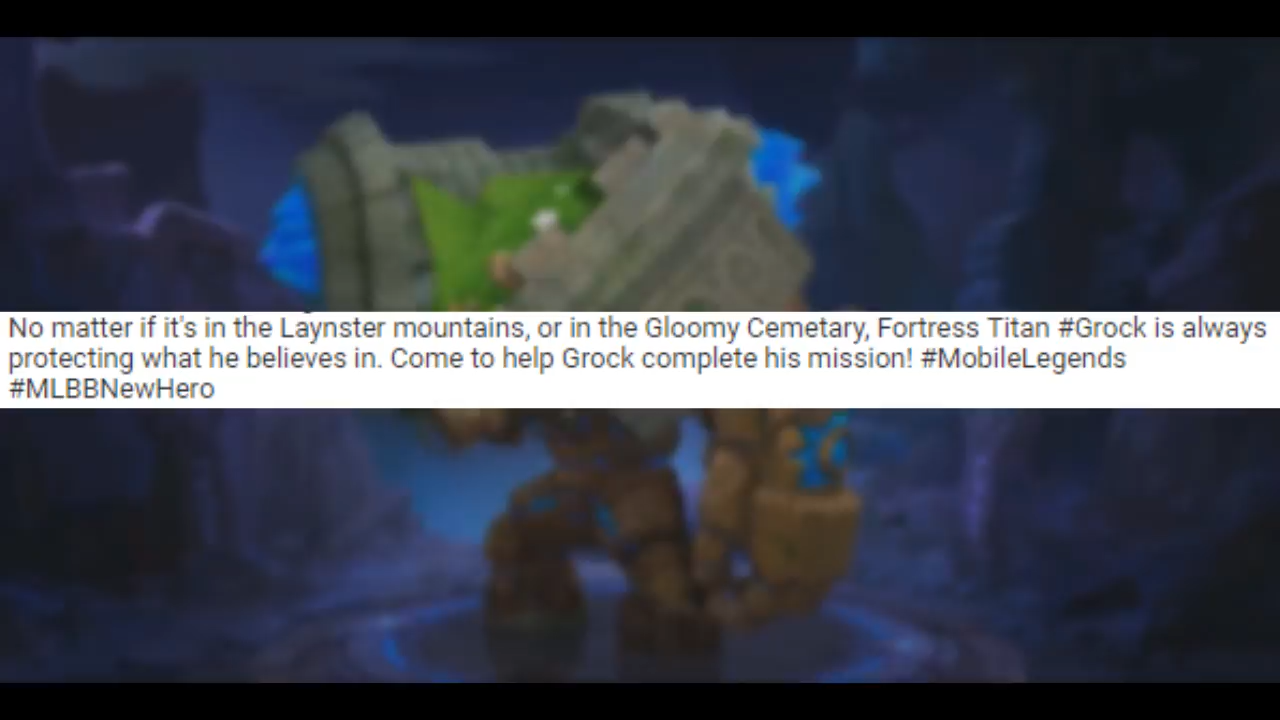 No matter if it's in the Laynster mountains, or in the Gloomy Cemetary, Fortress Titan #Grock is always
protecting what he believes in. Come to help Grock complete his mission! #MobileLegends
#MLBBNewHero